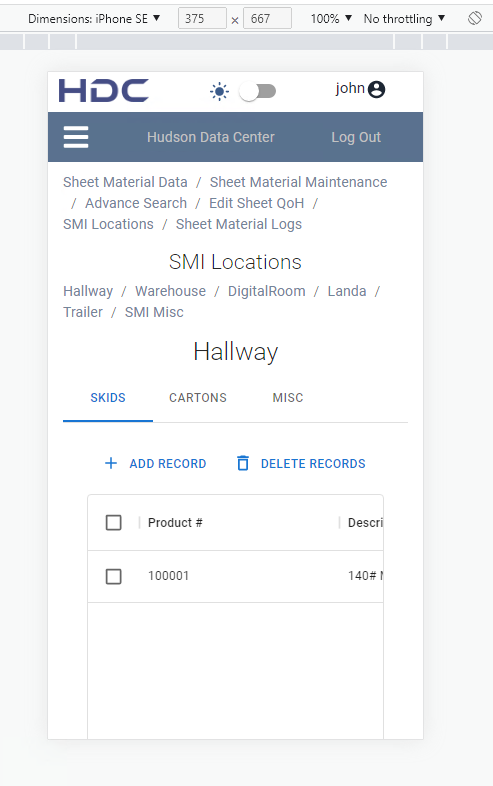 Dimensions: iPhone SE ▼ 375 × 667 100% ▼ No throttling ▼
HDC john
Hudson Data Center Log Out
Sheet Material Data / Sheet Material Maintenance
/ Advance Search / Edit Sheet QoH /
SMI Locations / Sheet Material Logs
SMI Locations
Hallway / Warehouse / DigitalRoom / Landa /
Trailer / SMI Misc
Hallway
SKIDS CARTONS MISC
+ ADD RECORD DELETE RECORDS
Product # Descri
100001 140#